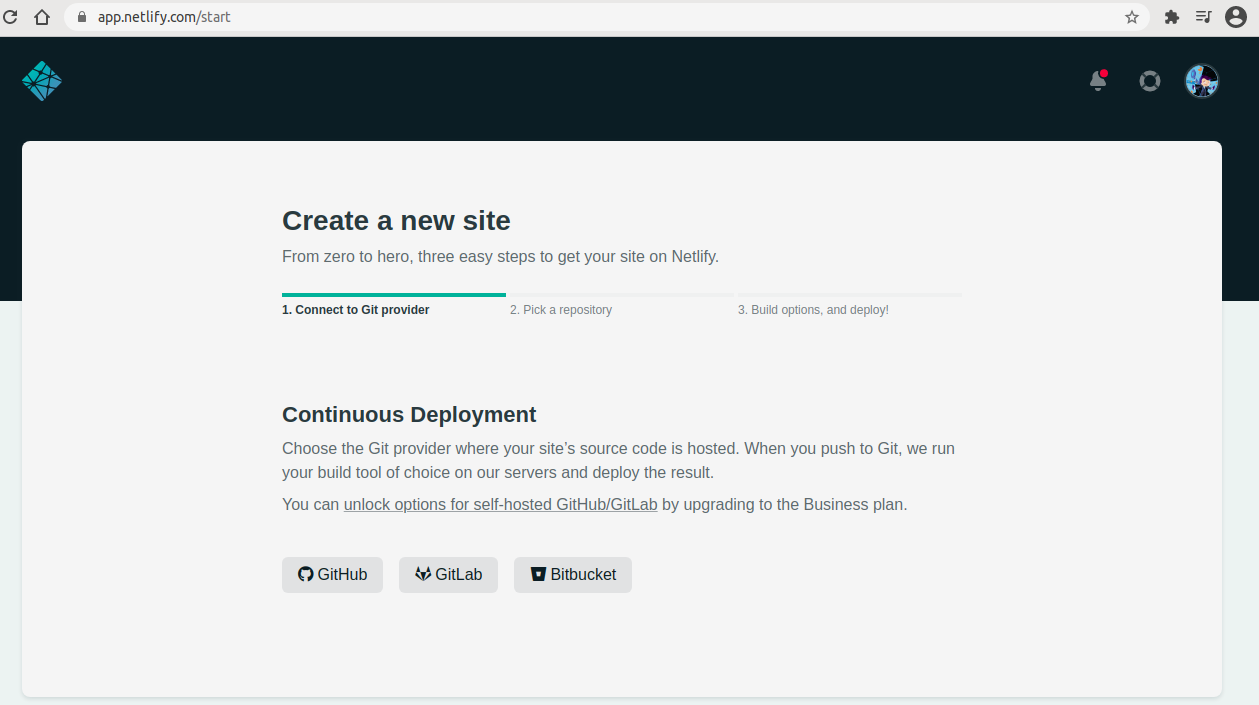 app.netlify.com/start
Create a new site
From zero to hero, three easy steps to get your site on Netlify.
1. Connect to Git provider
2. Pick a repository
3. Build options, and deploy!
Continuous Deployment
Choose the Git provider where your site’s source code is hosted. When you push to Git, we run
your build tool of choice on our servers and deploy the result.
You can unlock options for self-hosted GitHub/GitLab by upgrading to the Business plan.
GitHub
GitLab
Bitbucket